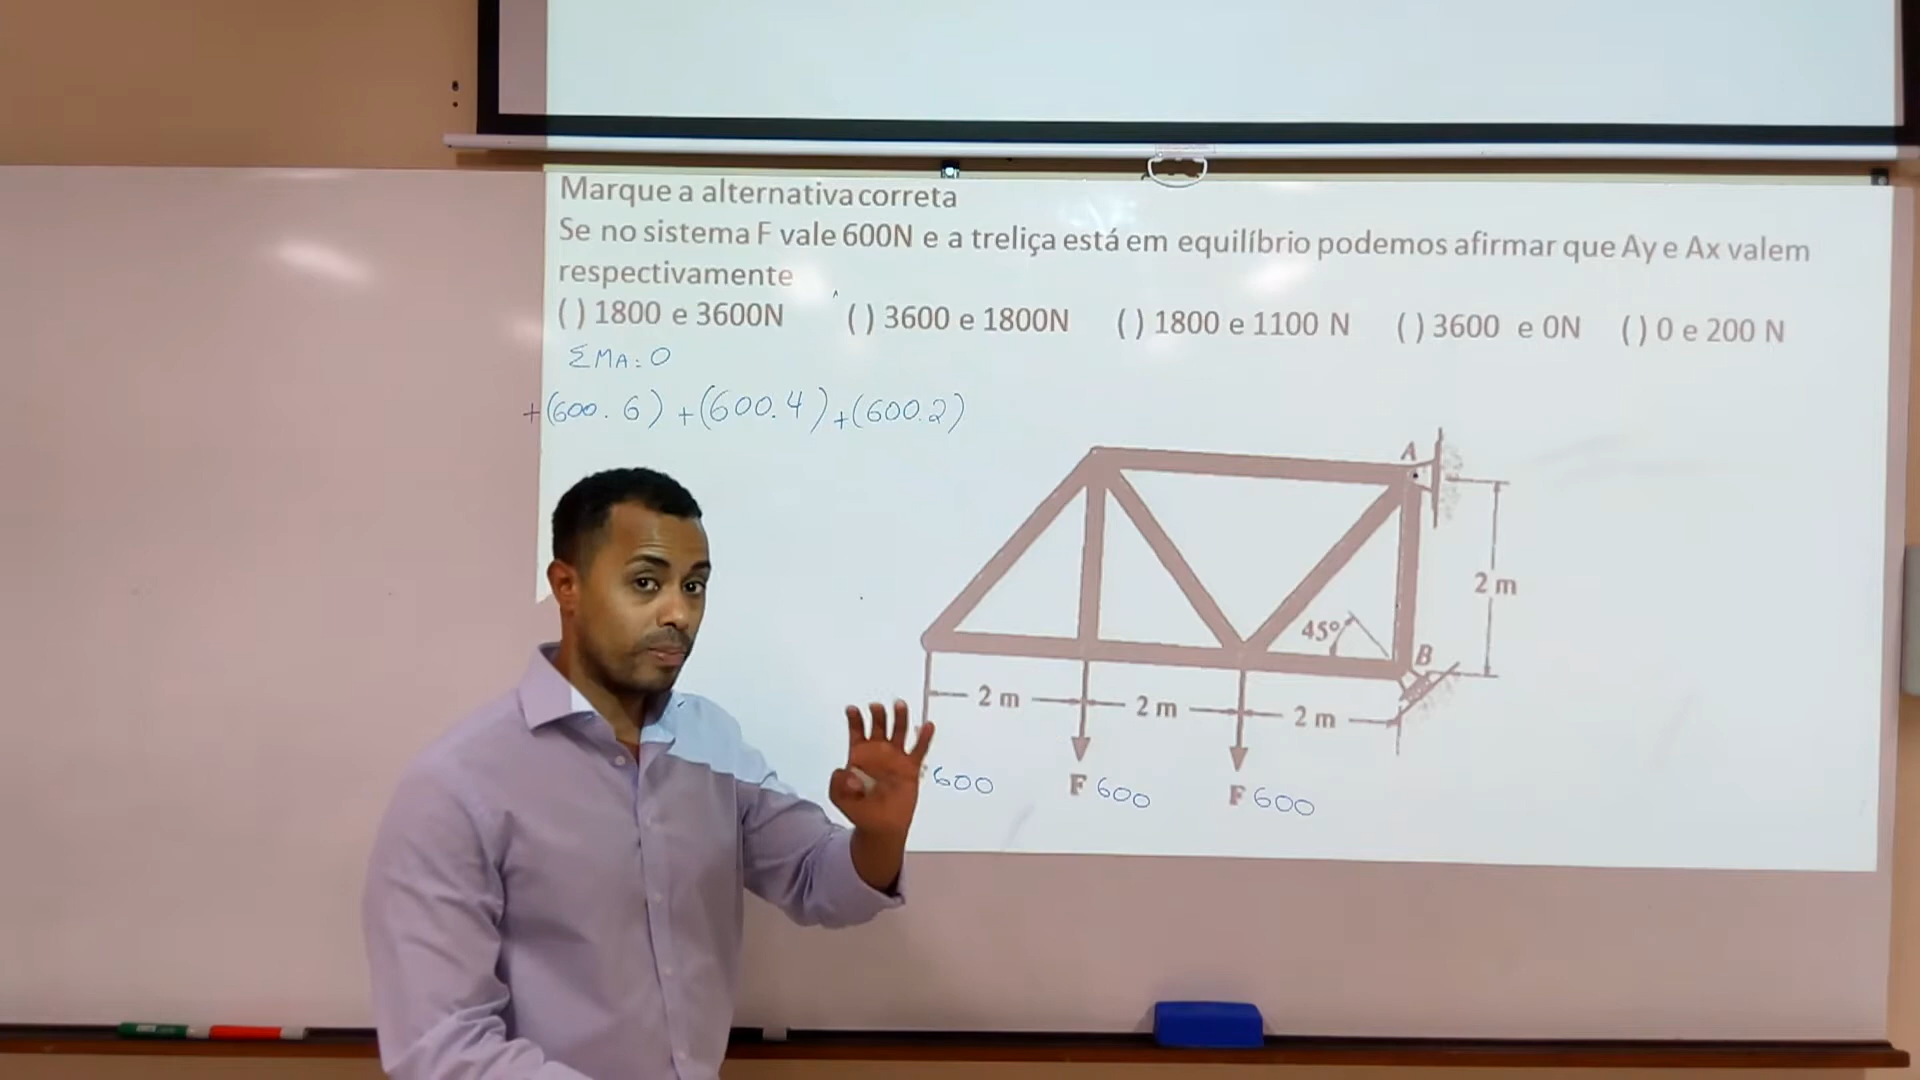 Marque a alternativa correta
Se no sistema F vale 600N e a treliça está em equilíbrio podemos afirmar que Ay e Ax valem
respectivamente
( ) 1800 e 3600N ( ) 3600 e 1800N ( ) 1800 e 1100 N ( ) 3600 e 0N ( ) 0 e 200 N
ΣMA: 0
+(600. 6) +(600.4) +(600.2)
A
2 m
45°
B
2 m 2 m 2 m
600 F 600 F 600